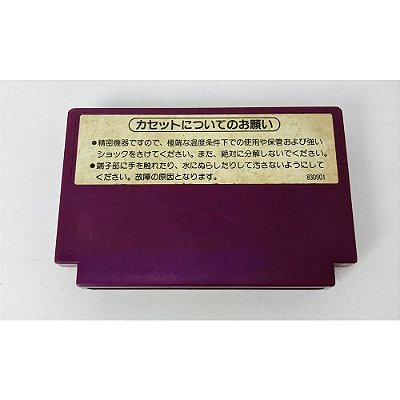 カセットについてのお願い
●精密機器ですので、極端な温度条件下での使用や保管および強い
ショックをさけてください。また、絶対に分解しないでください。
●端子部に手を触れたり、水にぬらしたりして汚さないようにして
ください。故障の原因となります。 830901